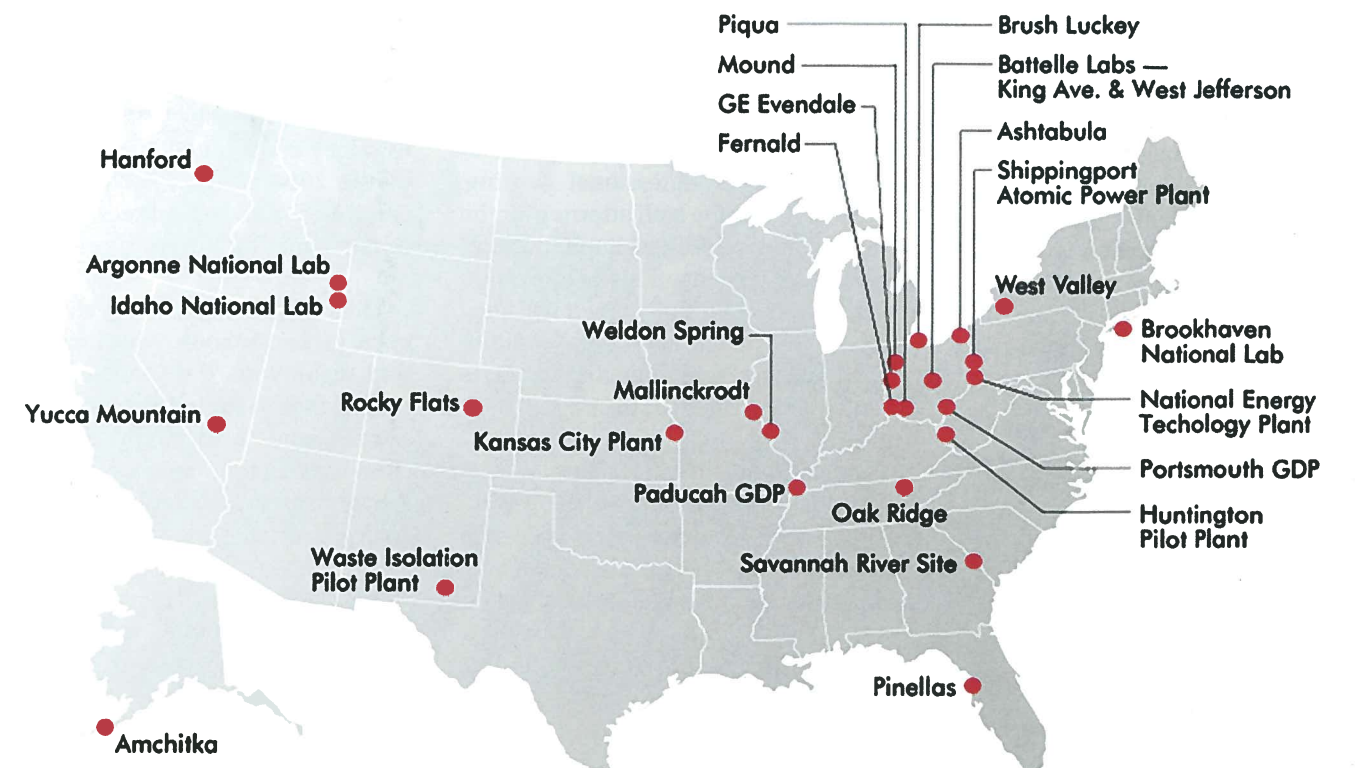 Piqua
Mound
GE Evendale
Fernald
Brush Luckey
Battelle Labs —
King Ave. & West Jefferson
Ashtabula
Shippingport
Atomic Power Plant
Hanford
Argonne National Lab
Idaho National Lab
West Valley
Weldon Spring
Brookhaven
National Lab
Mallinckrodt
Rocky Flats
Yucca Mountain
Kansas City Plant
National Energy
Techology Plant
Portsmouth GDP
Paducah GDP
Oak Ridge
Huntington
Pilot Plant
Waste Isolation
Pilot Plant
Savannah River Site
Pinellas
Amchitka